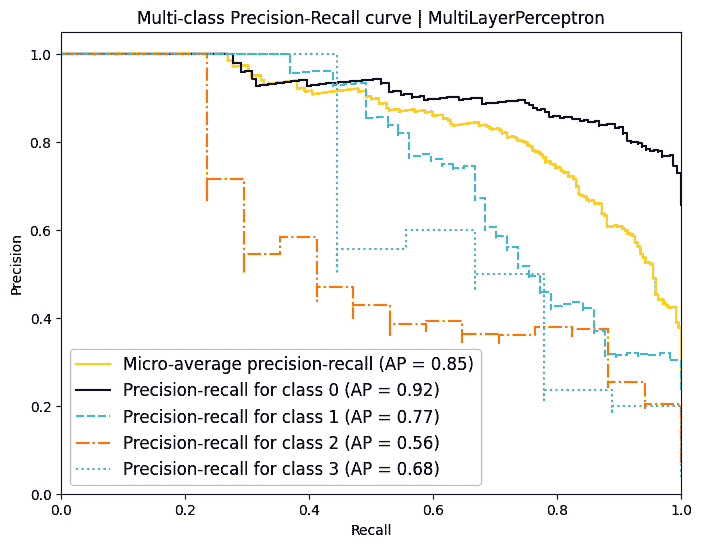 Multi-class Precision-Recall curve | MultiLayerPerceptron
1.0
0.8
0.6
0.4
0.2
0.0
Precision
Micro-average precision-recall (AP = 0.85)
Precision-recall for class 0 (AP = 0.92)
Precision-recall for class 1 (AP = 0.77)
Precision-recall for class 2 (AP = 0.56)
Precision-recall for class 3 (AP = 0.68)
0.0 0.2 0.4 0.6 0.8 1.0
Recall